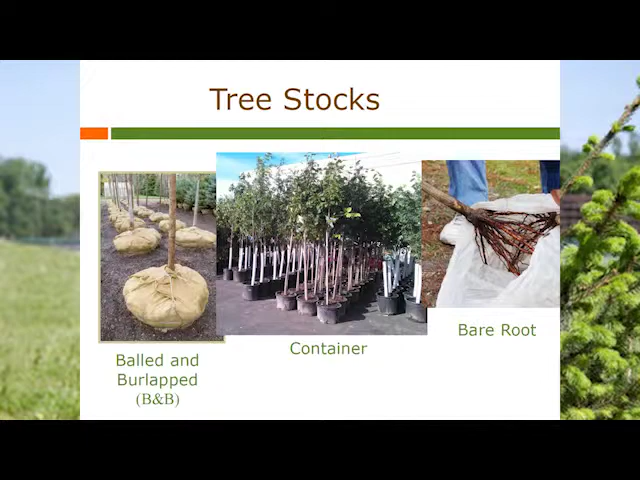 Tree Stocks
Balled and
Burlapped
(B&B)
Container
Bare Root